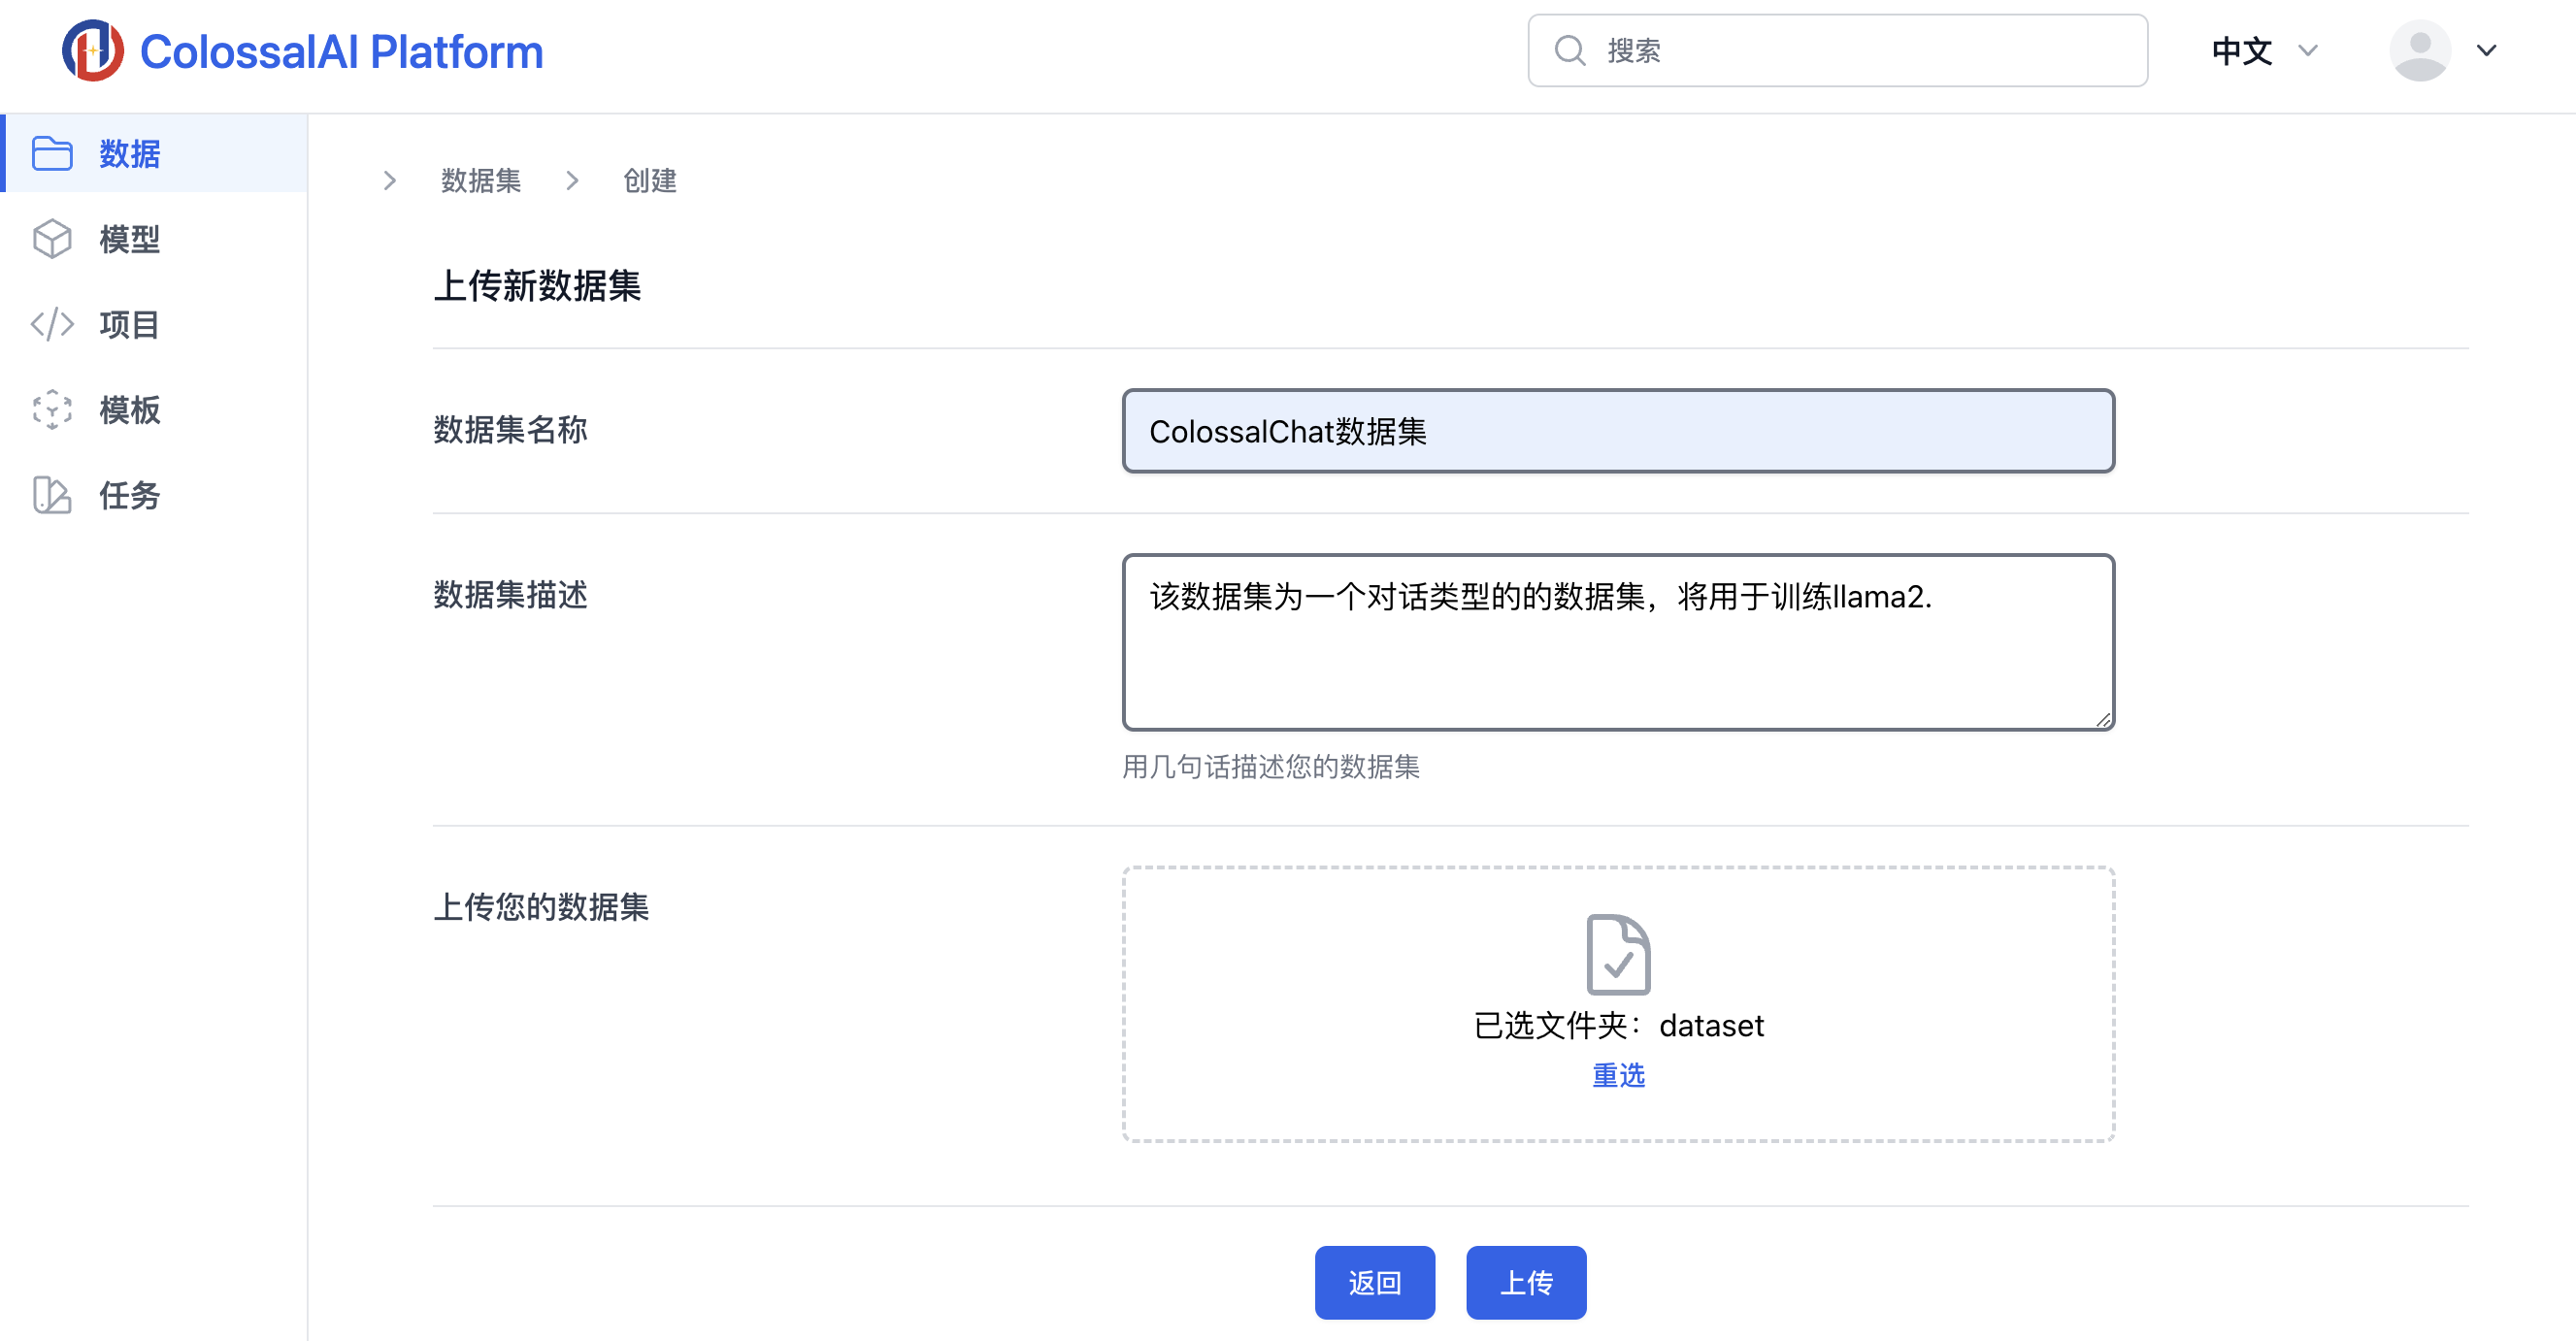 ColossalAI Platform
搜索
中文
数据
模型
项目
模板
任务
数据集
创建
上传新数据集
数据集名称
ColossalChat数据集
数据集描述
该数据集为一个对话类型的的数据集，将用于训练llama2.
用几句话描述您的数据集
上传您的数据集
已选文件夹：dataset
重选
返回
上传